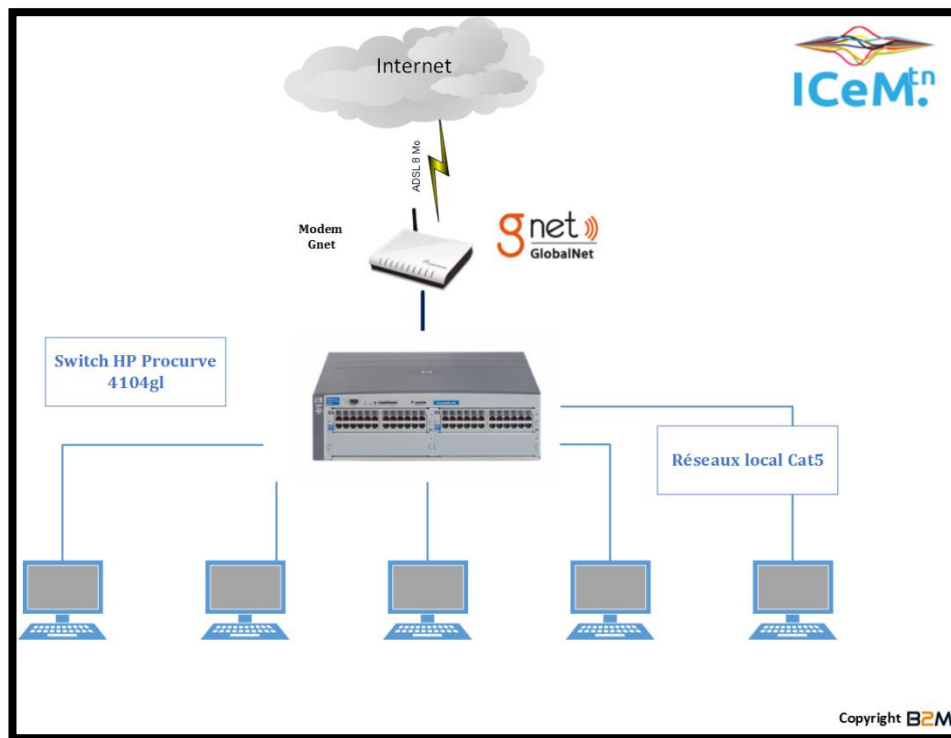 Internet
ICeM.tn
ADSL 8 Mo
Modem
Gnet
gnet
GlobalNet
Switch HP Procurve
4104gl
Réseaux local Cat5
Copyright B2M